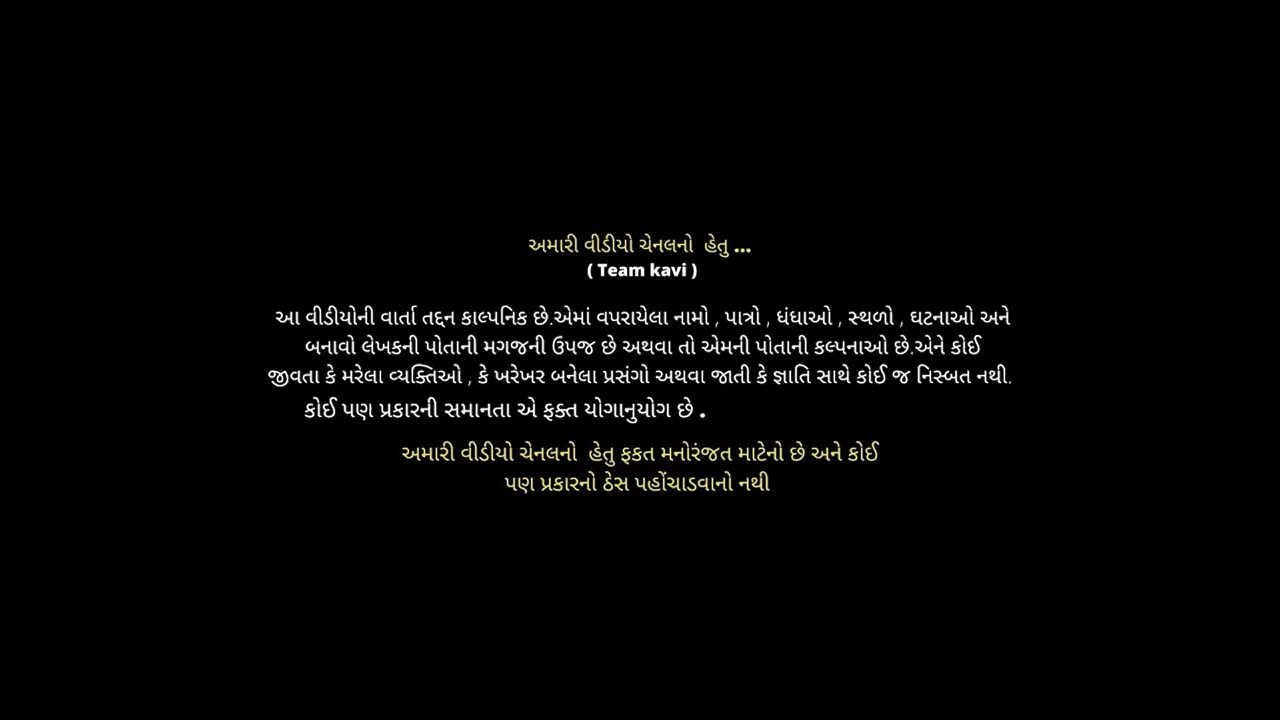 અમારી વીડીયો ચેનલનો હેતુ ...
( Team kavi )
આ વીડીયોની વાર્તા તદ્દન કાલ્પનિક છે.એમાં વપરાયેલા નામો , પાત્રો , ધંધાઓ , સ્થળો , ઘટનાઓ અને
બનાવો લેખકની પોતાની મગજની ઉપજ છે અથવા તો એમની પોતાની કલ્પનાઓ છે.એને કોઈ
જીવતા કે મરેલા વ્યક્તિઓ , કે ખરેખર બનેલા પ્રસંગો અથવા જાતી કે જ્ઞાતિ સાથે કોઈ જ નિસ્બત નથી.
કોઈ પણ પ્રકારની સમાનતા એ ફક્ત યોગાનુયોગ છે .
અમારી વીડીયો ચેનલનો હેતુ ફકત મનોરંજત માટેનો છે અને કોઈ
પણ પ્રકારનો ઠેસ પહોંચાડવાનો નથી